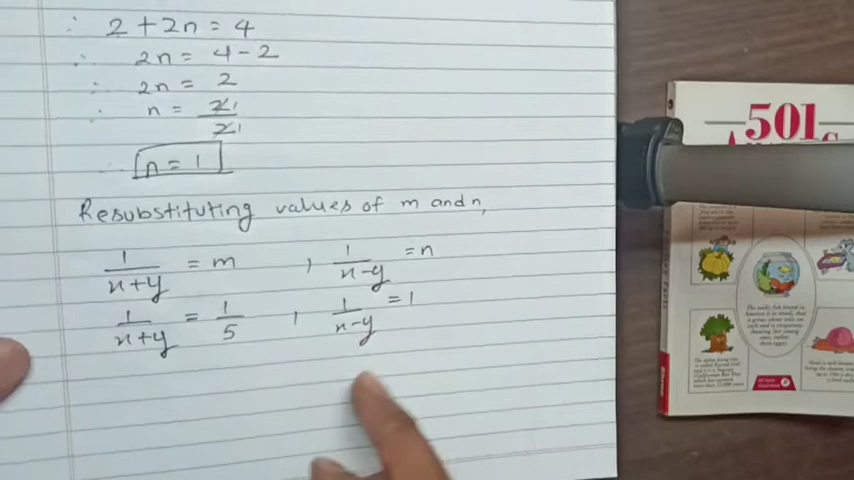 ∴ 2 + 2n = 4
∴ 2n = 4 - 2
∴ 2n = 2
∴ n = 2/2
n = 1
Resubstituting values of m and n,
1/(x+y) = m , 1/(x-y) = n
1/(x+y) = 1/5 , 1/(x-y) = 1
501